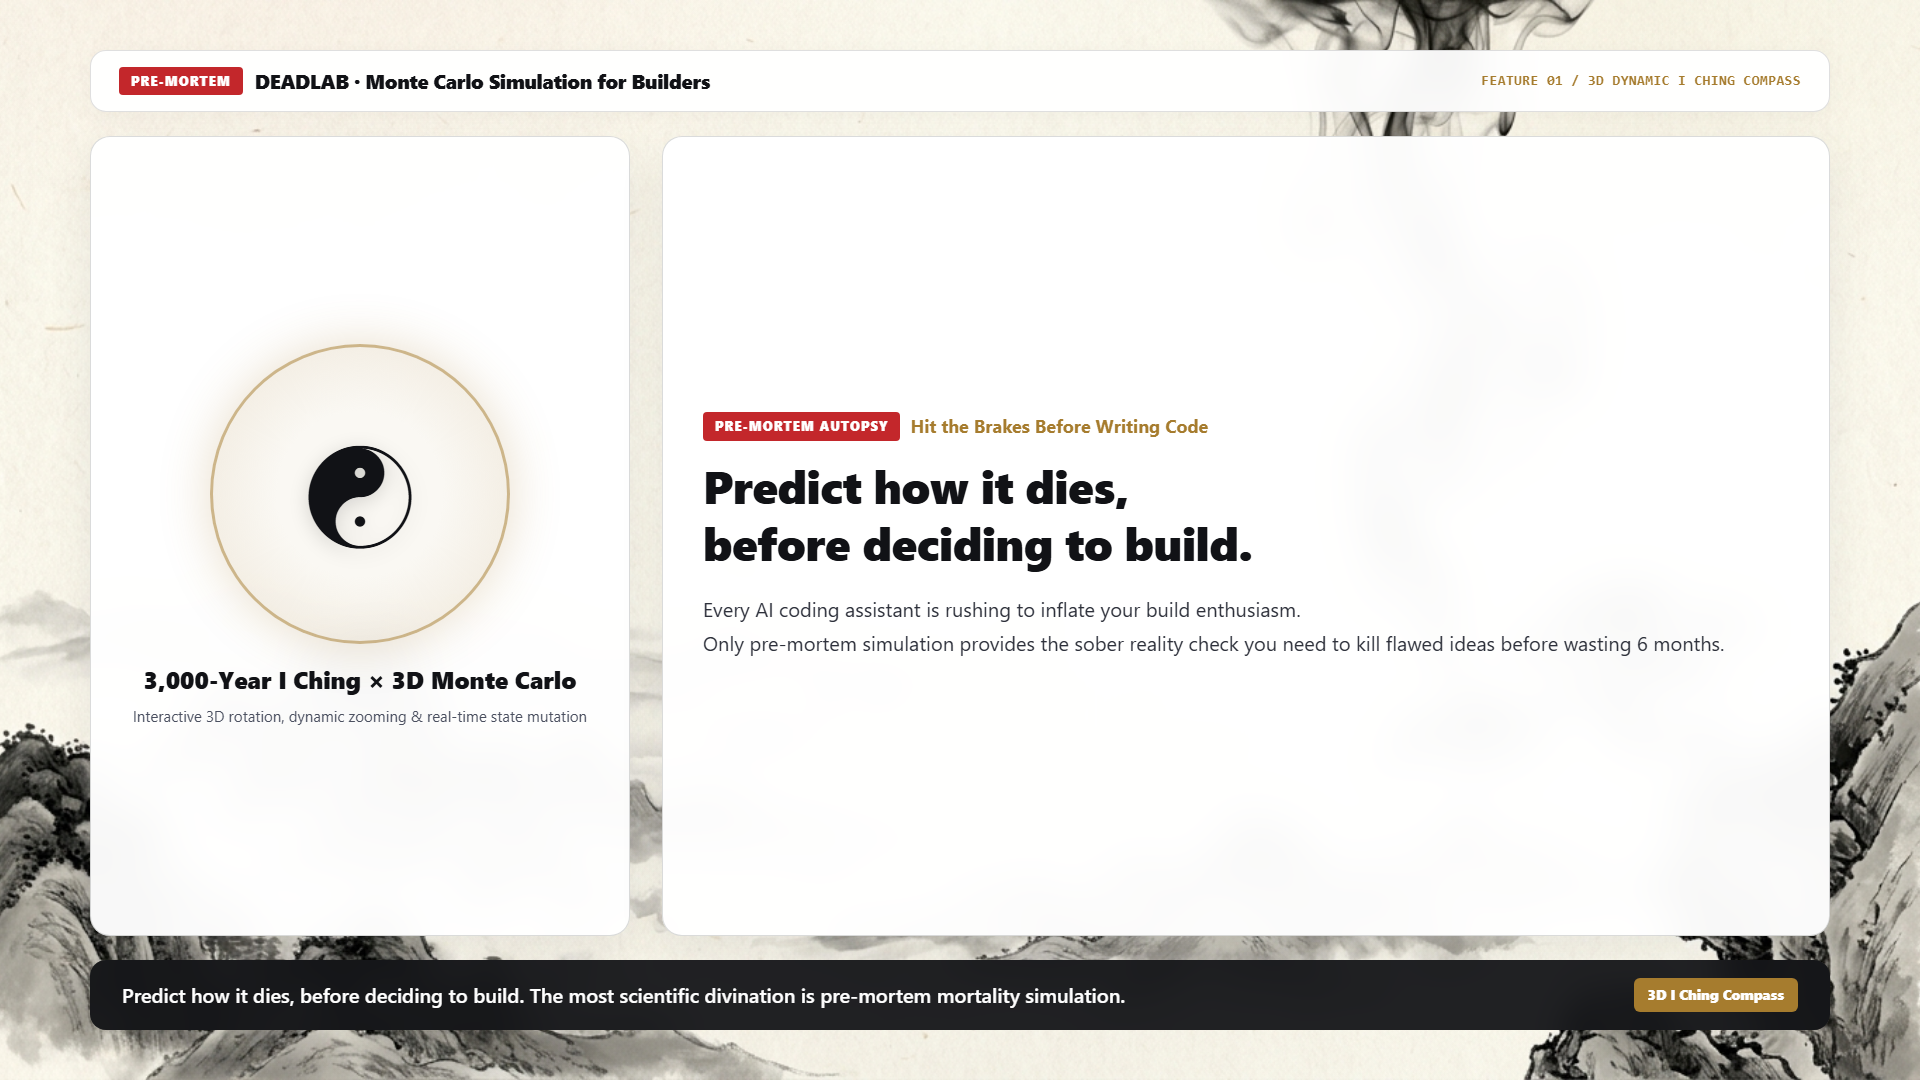 PRE-MORTEM DEADLAB · Monte Carlo Simulation for Builders
FEATURE 01 / 3D DYNAMIC I CHING COMPASS
3,000-Year I Ching × 3D Monte Carlo
Interactive 3D rotation, dynamic zooming & real-time state mutation
PRE-MORTEM AUTOPSY Hit the Brakes Before Writing Code
Predict how it dies,
before deciding to build.
Every AI coding assistant is rushing to inflate your build enthusiasm.
Only pre-mortem simulation provides the sober reality check you need to kill flawed ideas before wasting 6 months.
Predict how it dies, before deciding to build. The most scientific divination is pre-mortem mortality simulation.
3D I Ching Compass